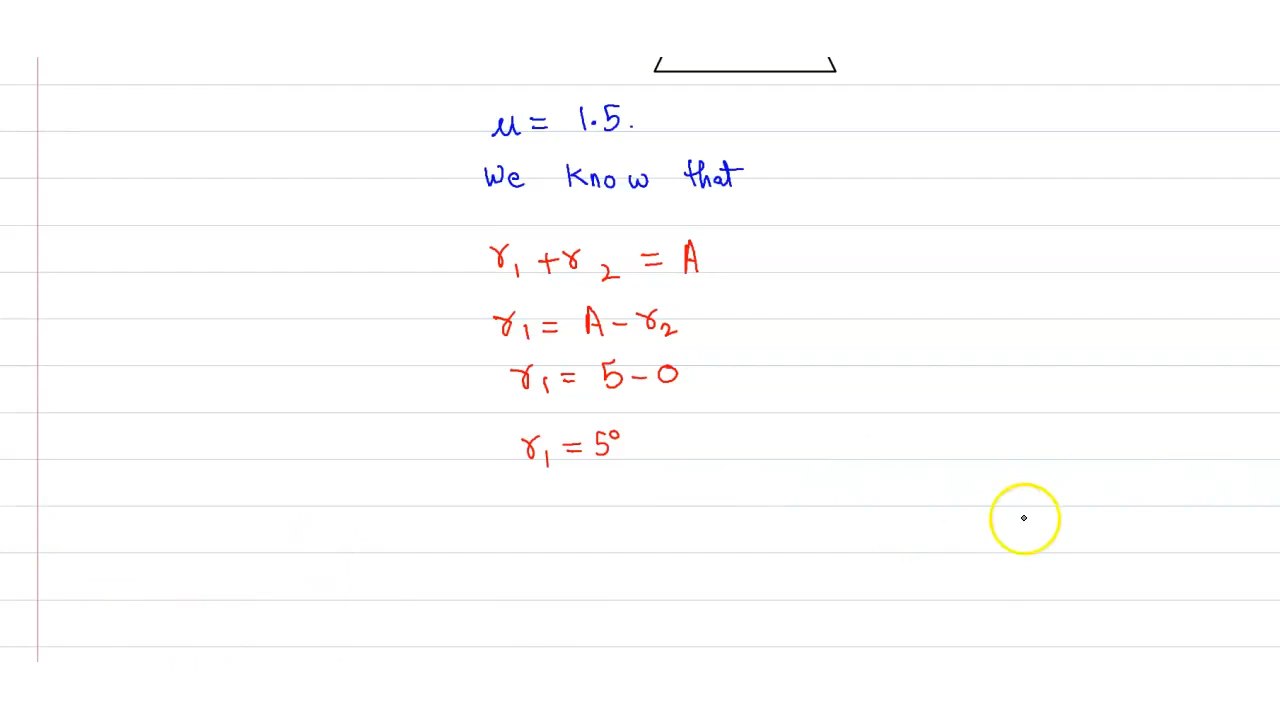 μ = 1.5.
We know that
r₁ + r₂ = A
r₁ = A - r₂
r₁ = 5 - 0
r₁ = 5°